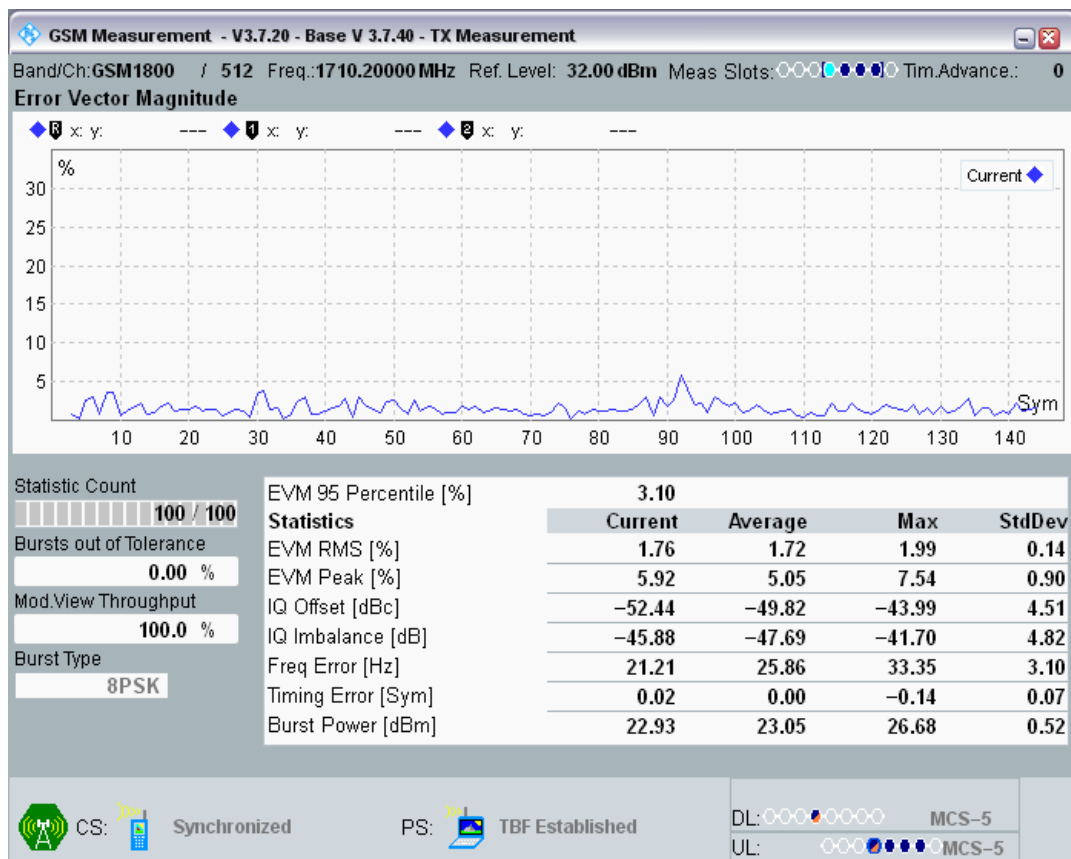 GSM Measurement - V3.7.20 - Base V 3.7.40 - TX Measurement
Band/Ch:GSM1800 / 512 Freq.:1710.20000 MHz Ref. Level: 32.00 dBm Meas Slots: Tim.Advance.: 0
Error Vector Magnitude
R x: y: --- 1 x: y: --- 2 x: y: ---
%
Current
30
25
20
15
10
5
Sym
10 20 30 40 50 60 70 80 90 100 110 120 130 140
Statistic Count
100 / 100
Bursts out of Tolerance
0.00 %
Mod.View Throughput
100.0 %
Burst Type
8PSK
EVM 95 Percentile [%] 3.10
Statistics Current Average Max StdDev
EVM RMS [%] 1.76 1.72 1.99 0.14
EVM Peak [%] 5.92 5.05 7.54 0.90
IQ Offset [dBc] −52.44 −49.82 −43.99 4.51
IQ Imbalance [dB] −45.88 −47.69 −41.70 4.82
Freq Error [Hz] 21.21 25.86 33.35 3.10
Timing Error [Sym] 0.02 0.00 −0.14 0.07
Burst Power [dBm] 22.93 23.05 26.68 0.52
CS: Synchronized PS: TBF Established
DL: MCS−5
UL: MCS−5